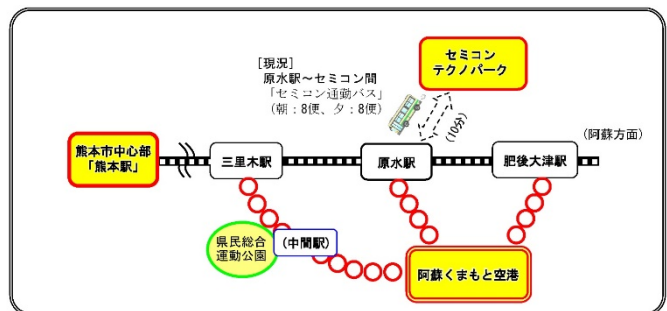 セミコン
テクノパーク
[現況]
原水駅～セミコン間
「セミコン通勤バス」
(朝：8便、夕：8便)
(10分)
(阿蘇方面)
熊本市中心部
「熊本駅」
三里木駅
原水駅
肥後大津駅
県民総合
運動公園
(中間駅)
阿蘇くまもと空港